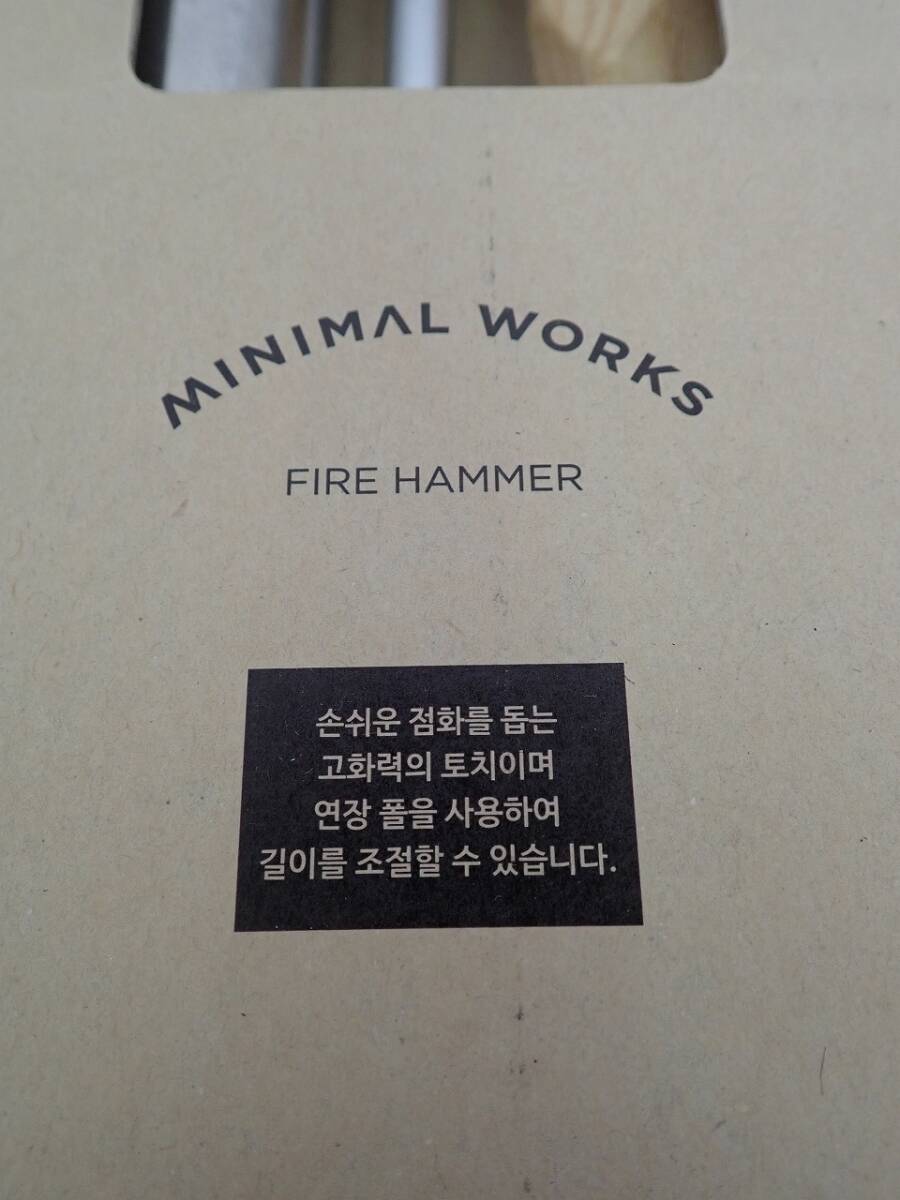 MINIMAL WORKS
FIRE HAMMER
손쉬운 점화를 돕는
고화력의 토치이며
연장 폴을 사용하여
길이를 조절할 수 있습니다.